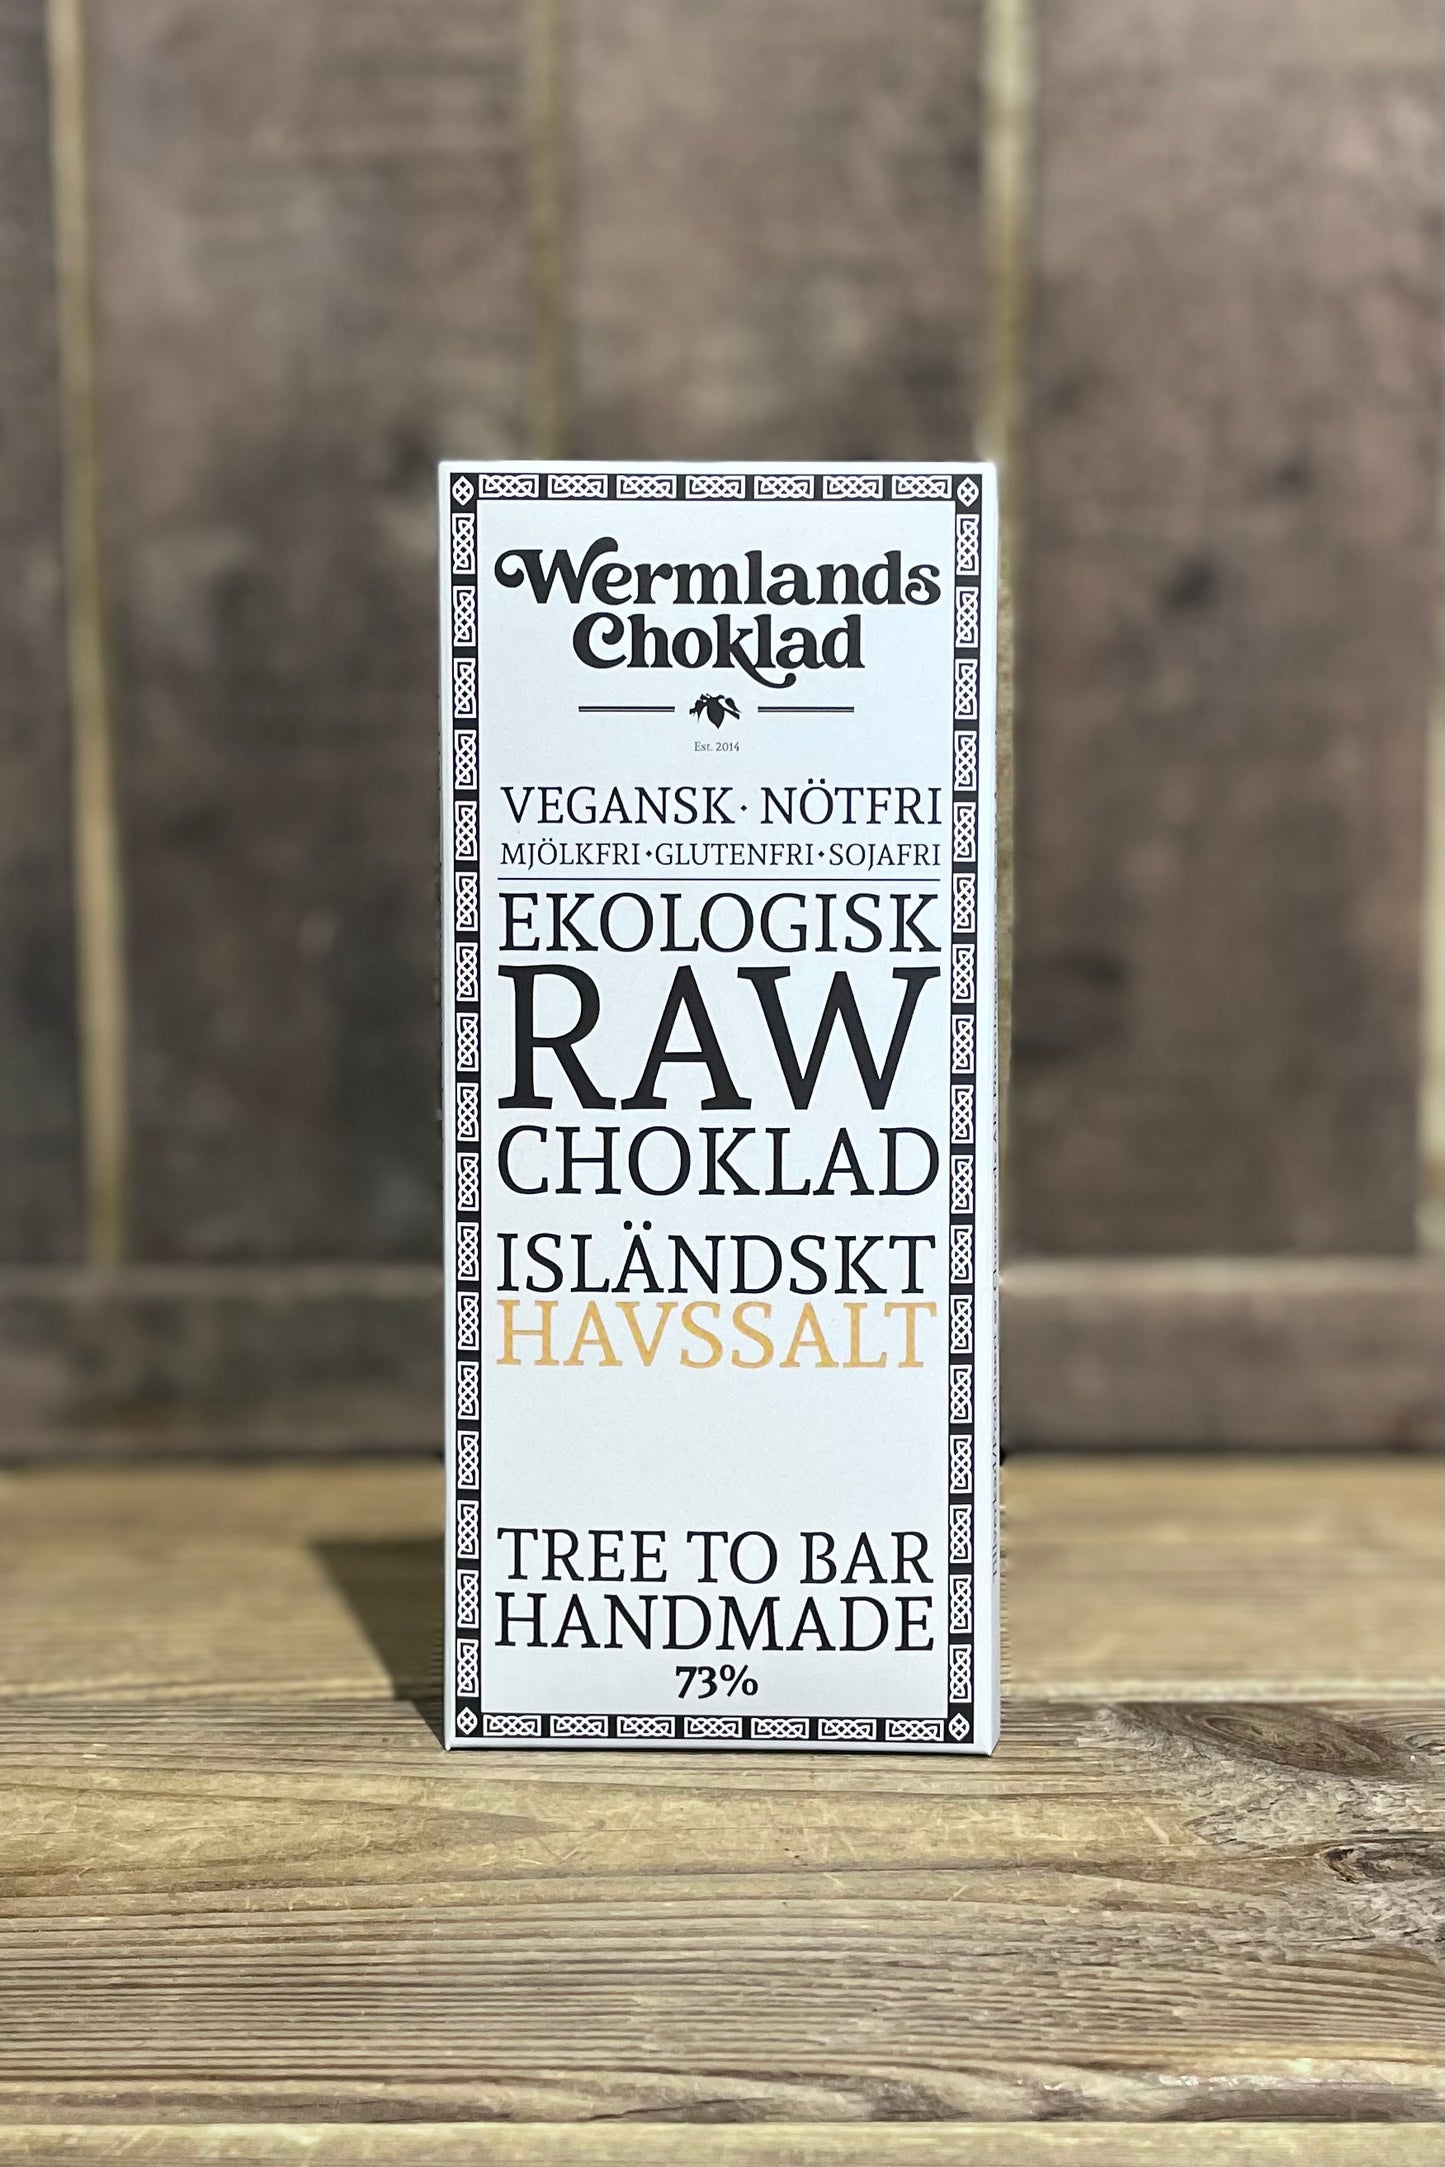 Wermlands
Choklad
Est. 2014
VEGANSK · NÖTFRI
MJÖLKFRI · GLUTENFRI · SOJAFRI
EKOLOGISK
RAW
CHOKLAD
ISLÄNDSKT
HAVSSALT
TREE TO BAR
HANDMADE
73%